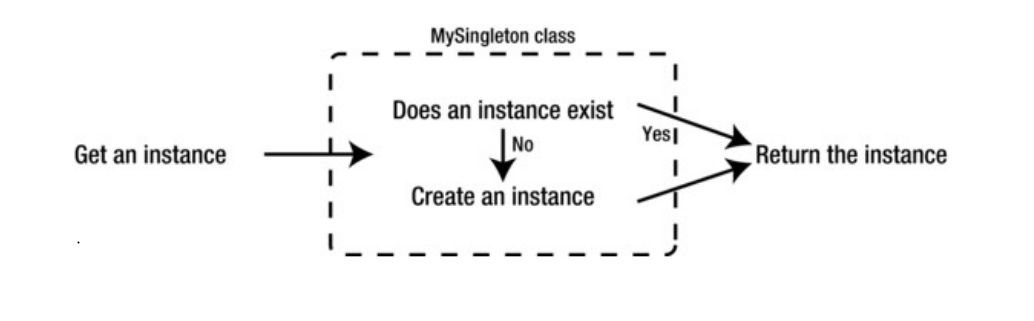 MySingleton class
Does an instance exist
Yes
Get an instance
No
Return the instance
Create an instance